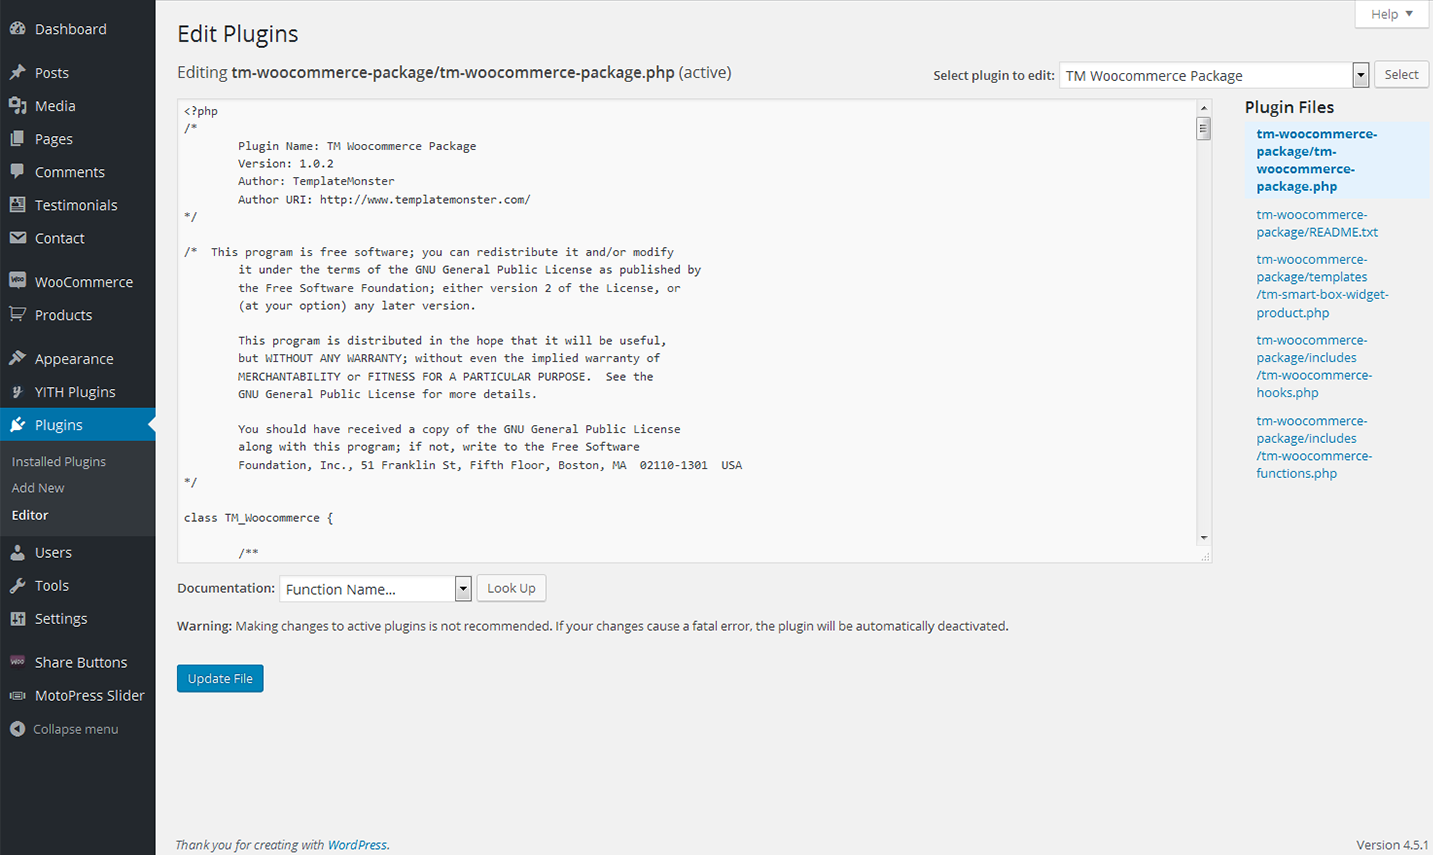 Dashboard
Posts
Media
Pages
Comments
Testimonials
Contact
WooCommerce
Products
Appearance
YITH Plugins
Plugins
Installed Plugins
Add New
Editor
Users
Tools
Settings
Share Buttons
MotoPress Slider
Collapse menu
Help
Edit Plugins
Editing tm-woocommerce-package/tm-woocommerce-package.php (active)
Select plugin to edit: TM Woocommerce Package Select
<?php
/*
Plugin Name: TM Woocommerce Package
Version: 1.0.2
Author: TemplateMonster
Author URI: http://www.templatemonster.com/
*/
/*  This program is free software; you can redistribute it and/or modify
it under the terms of the GNU General Public License as published by
the Free Software Foundation; either version 2 of the License, or
(at your option) any later version.
This program is distributed in the hope that it will be useful,
but WITHOUT ANY WARRANTY; without even the implied warranty of
MERCHANTABILITY or FITNESS FOR A PARTICULAR PURPOSE.  See the
GNU General Public License for more details.
You should have received a copy of the GNU General Public License
along with this program; if not, write to the Free Software
Foundation, Inc., 51 Franklin St, Fifth Floor, Boston, MA  02110-1301  USA
*/
class TM_Woocommerce {
/**
Plugin Files
tm-woocommerce-
package/tm-
woocommerce-
package.php
tm-woocommerce-
package/README.txt
tm-woocommerce-
package/templates
/tm-smart-box-widget-
product.php
tm-woocommerce-
package/includes
/tm-woocommerce-
hooks.php
tm-woocommerce-
package/includes
/tm-woocommerce-
functions.php
Documentation: Function Name... Look Up
Warning: Making changes to active plugins is not recommended. If your changes cause a fatal error, the plugin will be automatically deactivated.
Update File
Thank you for creating with WordPress.
Version 4.5.1